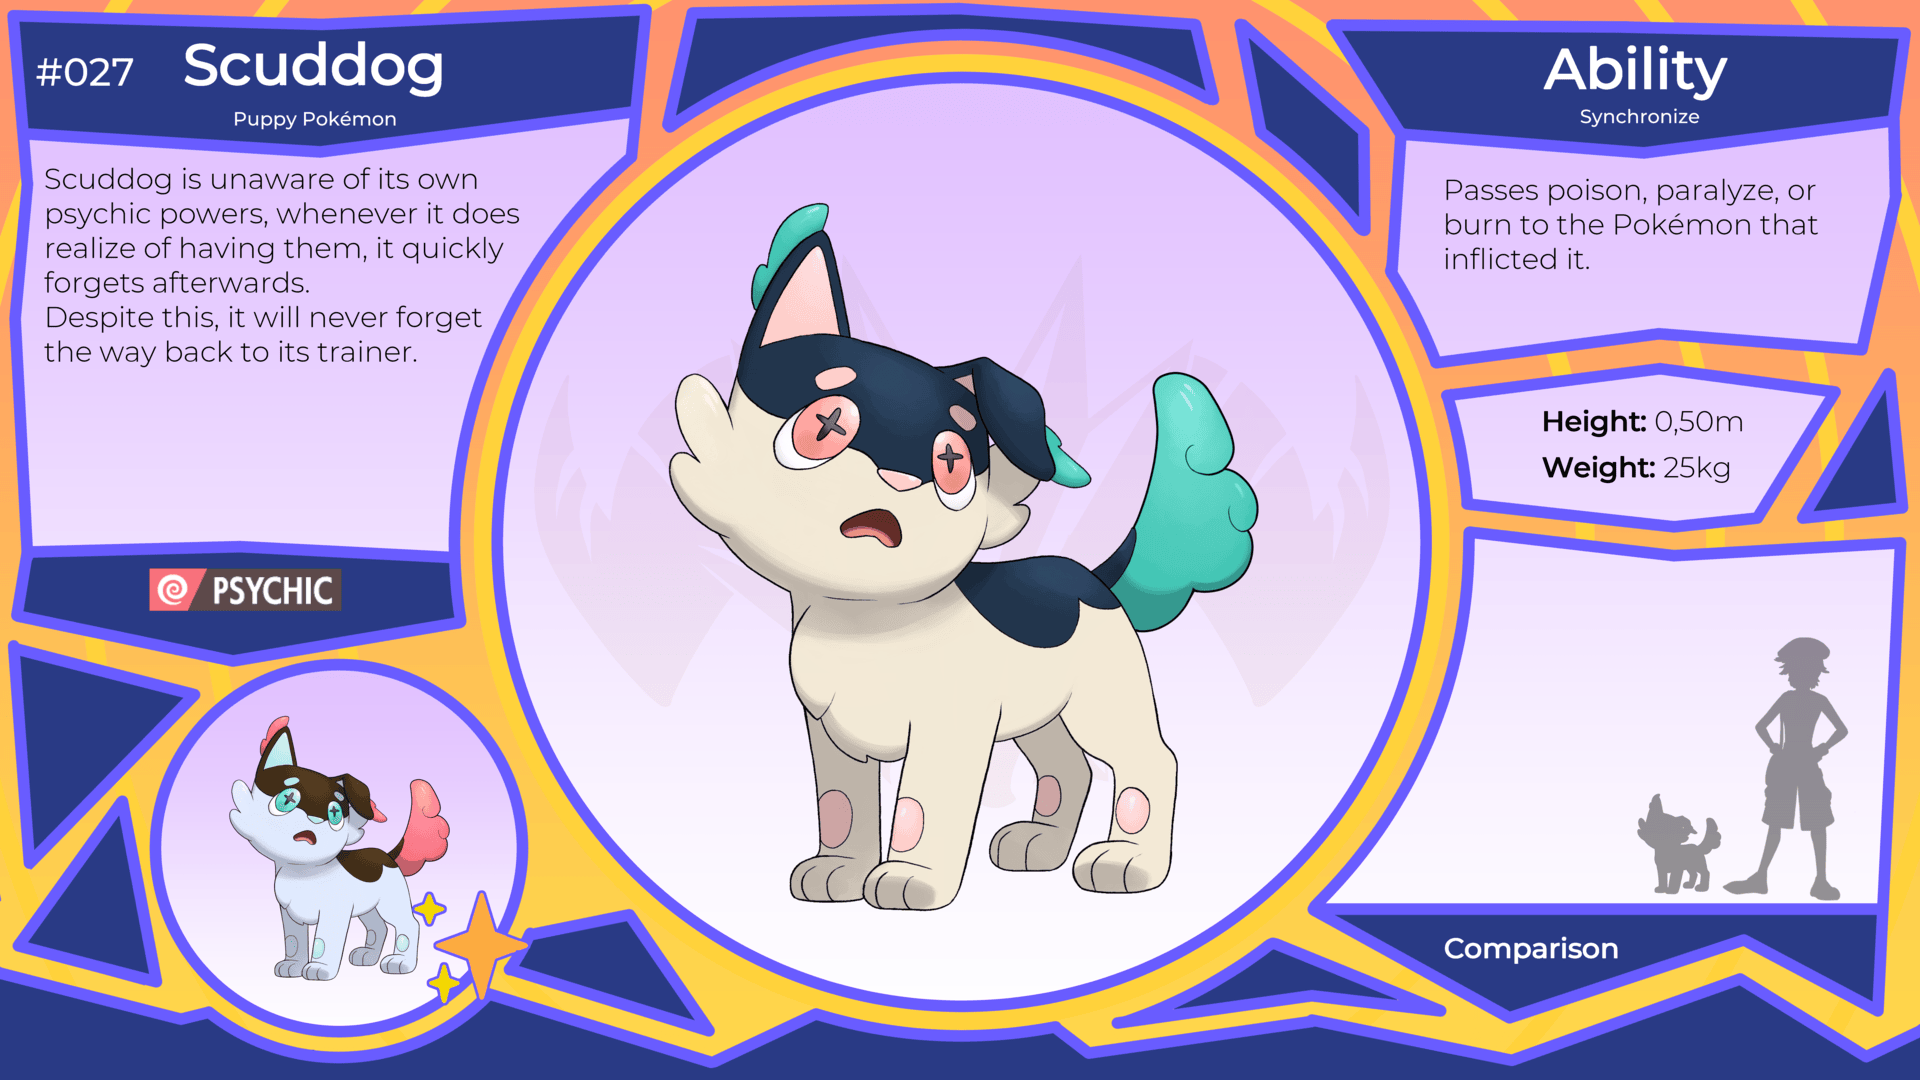 #027 Scuddog
Puppy Pokémon
Scuddog is unaware of its own
psychic powers, whenever it does
realize of having them, it quickly
forgets afterwards.
Despite this, it will never forget
the way back to its trainer.
PSYCHIC
Ability
Synchronize
Passes poison, paralyze, or
burn to the Pokémon that
inflicted it.
Height: 0,50m
Weight: 25kg
Comparison